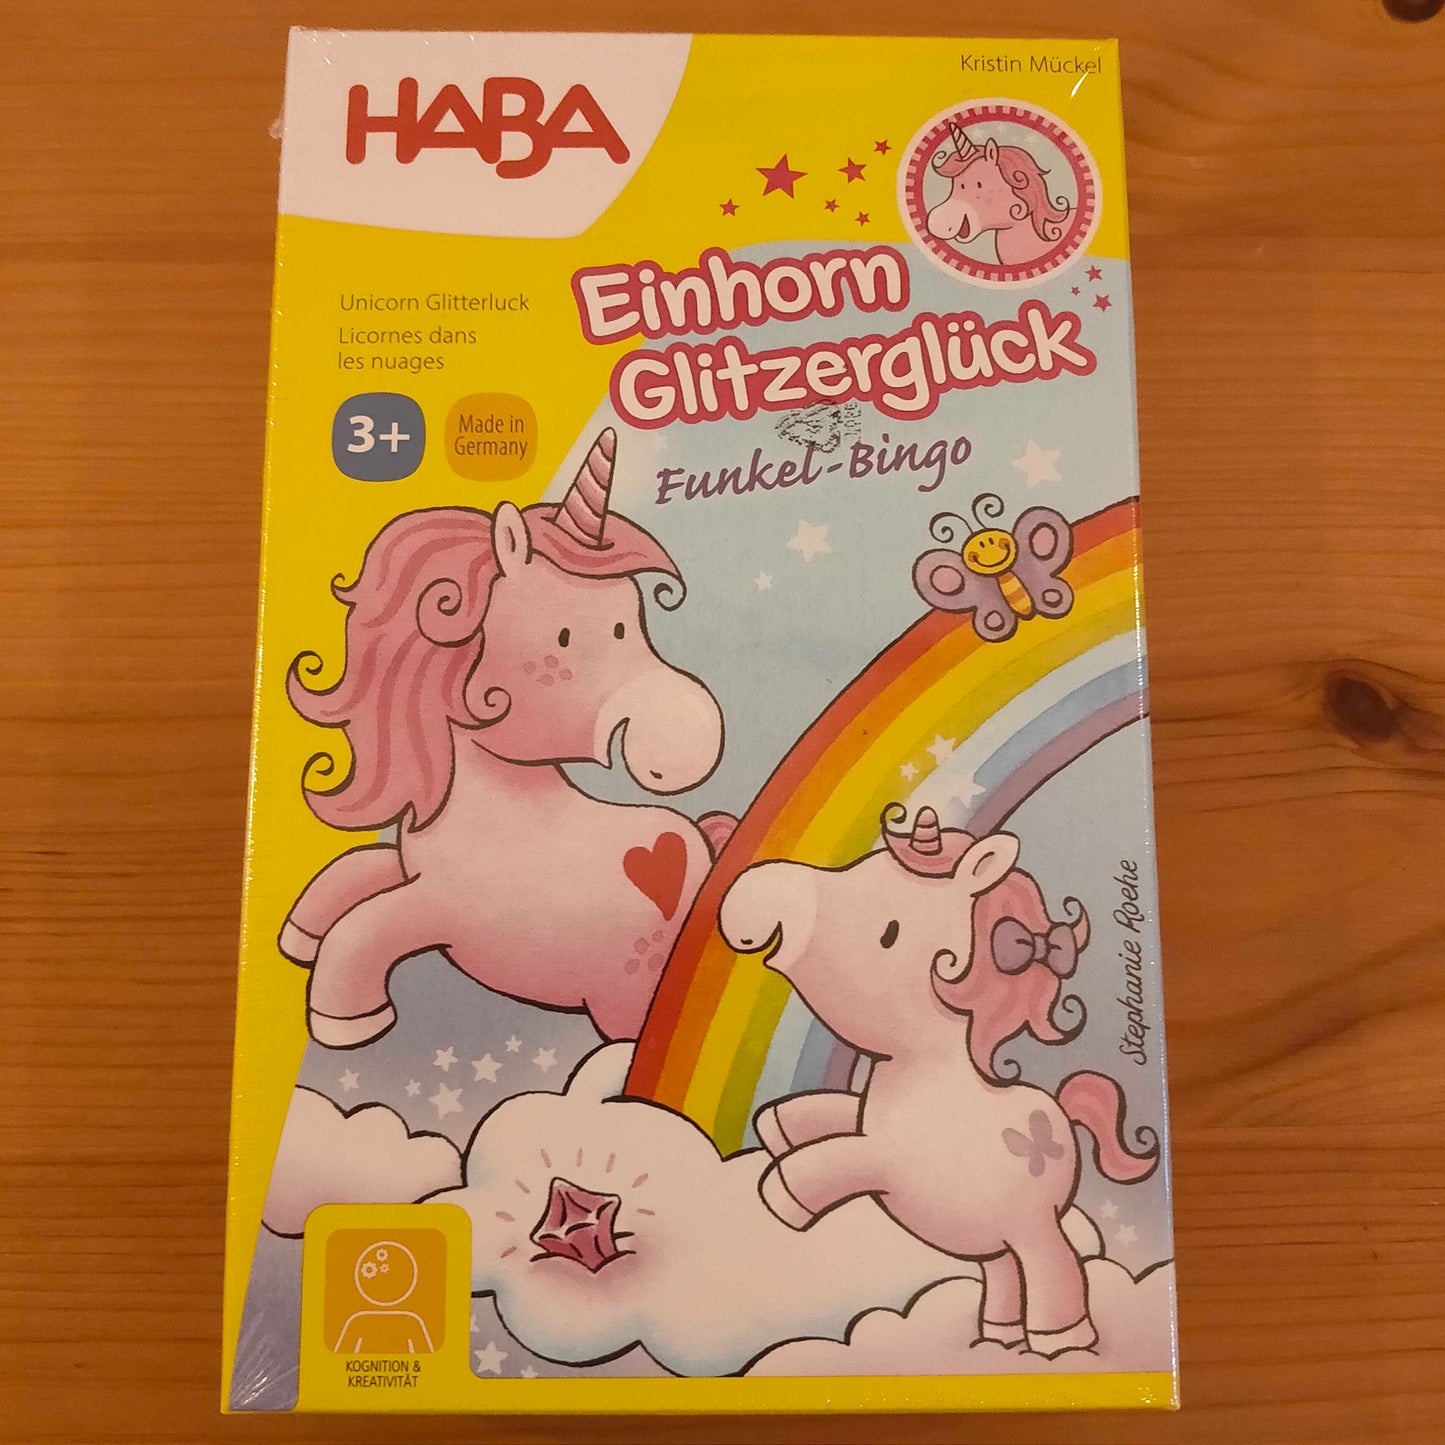 HABA
Kristin Mückel
Unicorn Glitterluck
Licornes dans
les nuages
3+
Made in
Germany
Einhorn
Glitzerglück
Funkel-Bingo
Stephanie Roehe
KOGNITION &
KREATIVITÄT